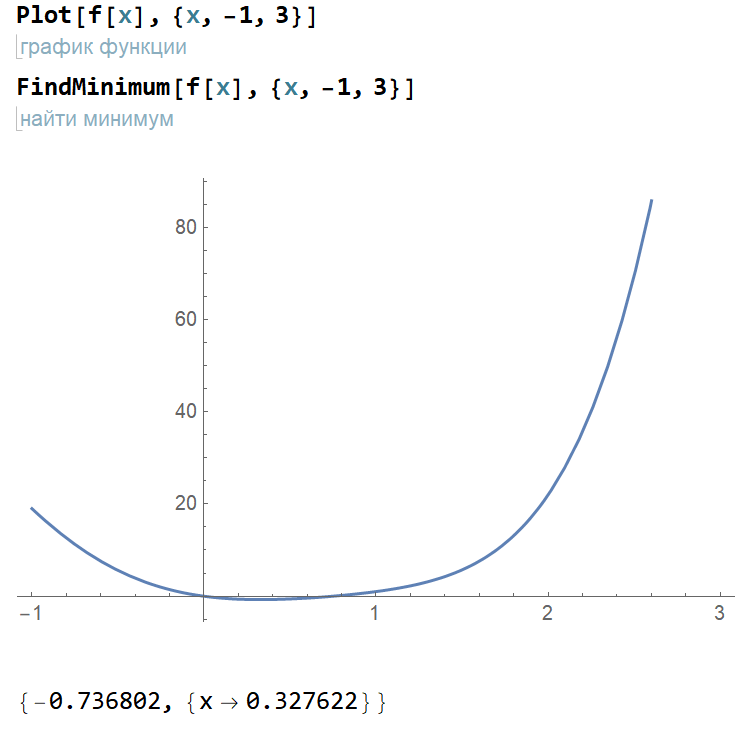 Plot[f[x], {x, -1, 3}]
график функции
FindMinimum[f[x], {x, -1, 3}]
найти минимум
80
60
40
20
-1 1 2 3
{-0.736802, {x → 0.327622}}